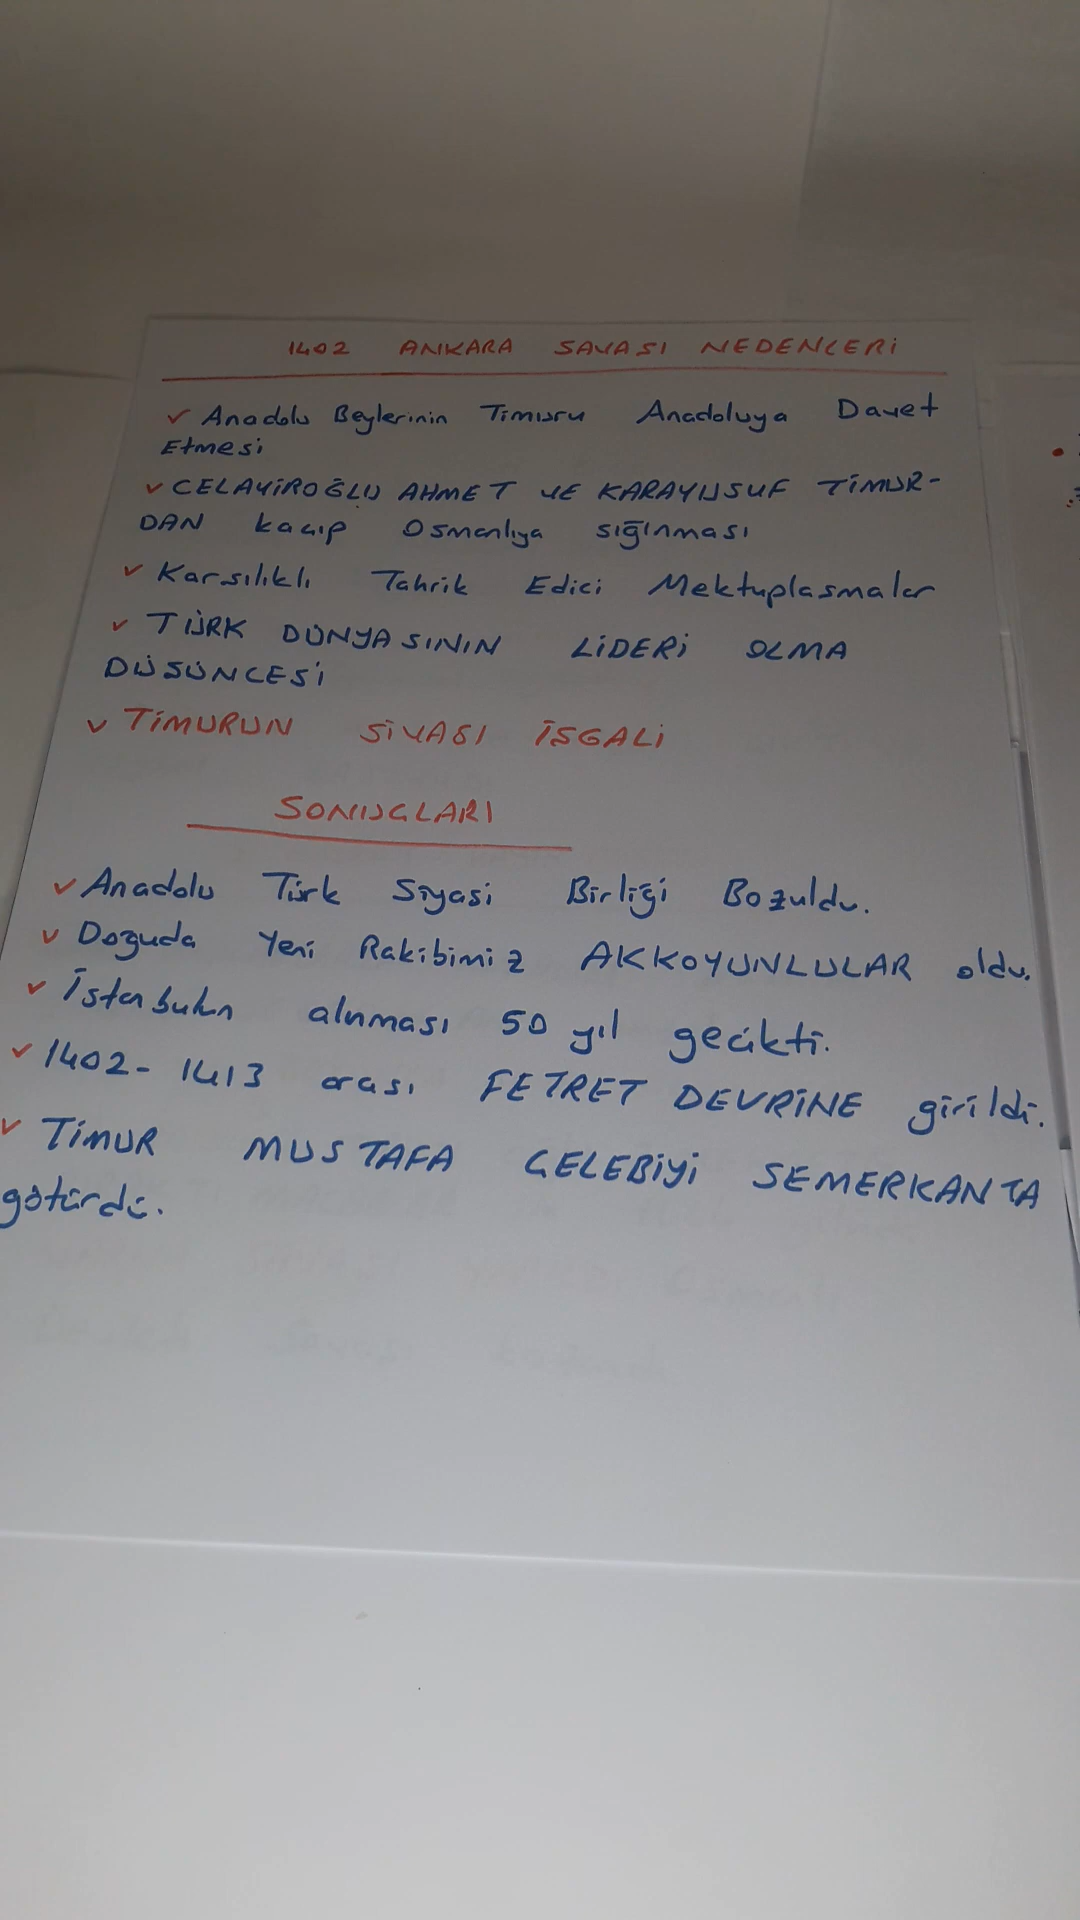 1402 ANKARA SAVASI NEDENLERİ
✓ Anadolu Beylerinin Timuru Anadoluya Davet
Etmesi
✓ CELAYİROĞLU AHMET VE KARAYUSUF TİMUR-
DAN kaçıp Osmanlıya sığınması
✓ Karsılıklı Tahrik Edici Mektuplasmalar
✓ TÜRK DÜNYASININ LİDERİ OLMA
DÜSÜNCESİ
✓ TİMURUN SİVASI İSGALİ
SONUÇLARI
✓ Anadolu Türk Siyasi Birliği Bozuldu.
✓ Doğuda Yeni Rakibimiz AKKOYUNLULAR oldu.
✓ İstanbulun alınması 50 yıl gecikti.
✓ 1402-1413 arası FETRET DEVRİNE girildi.
✓ TİMUR MUSTAFA ÇELEBİYİ SEMERKANTA
götürdü.